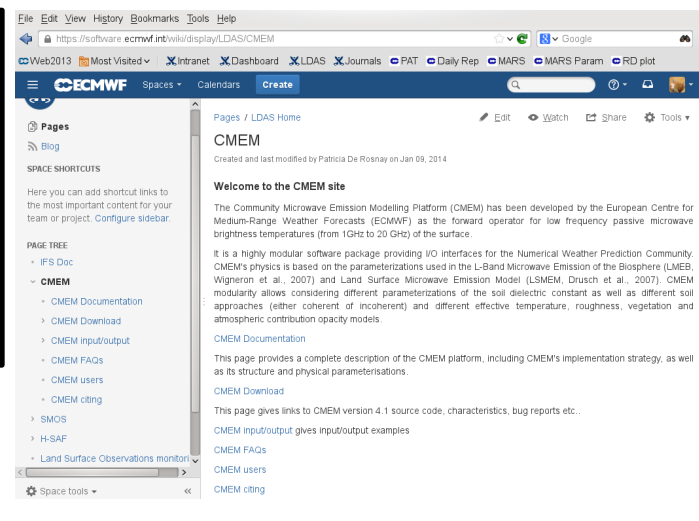 File Edit View History Bookmarks Tools Help
https://software.ecmwf.int/wiki/display/LDAS/CMEM
Google
Web2013 Most Visited Intranet Dashboard LDAS Journals PAT Daily Rep MARS MARS Param RD plot
ECMWF Spaces Calendars Create
Pages
Blog
SPACE SHORTCUTS
Here you can add shortcut links to
the most important content for your
team or project. Configure sidebar.
PAGE TREE
IFS Doc
CMEM
CMEM Documentation
CMEM Download
CMEM input/output
CMEM FAQs
CMEM users
CMEM citing
SMOS
H-SAF
Land Surface Observations monitori
Space tools
Pages / LDAS Home
Edit Watch Share Tools
CMEM
Created and last modified by Patricia De Rosnay on Jan 09, 2014
Welcome to the CMEM site
The Community Microwave Emission Modelling Platform (CMEM) has been developed by the European Centre for
Medium-Range Weather Forecasts (ECMWF) as the forward operator for low frequency passive microwave
brightness temperatures (from 1GHz to 20 GHz) of the surface.
It is a highly modular software package providing I/O interfaces for the Numerical Weather Prediction Community.
CMEM's physics is based on the parameterizations used in the L-Band Microwave Emission of the Biosphere (LMEB,
Wigneron et al., 2007) and Land Surface Microwave Emission Model (LSMEM, Drusch et al., 2007). CMEM
modularity allows considering different parameterizations of the soil dielectric constant as well as different soil
approaches (either coherent of incoherent) and different effective temperature, roughness, vegetation and
atmospheric contribution opacity models.
CMEM Documentation
This page provides a complete description of the CMEM platform, including CMEM's implementation strategy, as well
as its structure and physical parameterisations.
CMEM Download
This page gives links to CMEM version 4.1 source code, characteristics, bug reports etc..
CMEM input/output gives input/output examples
CMEM FAQs
CMEM users
CMEM citing